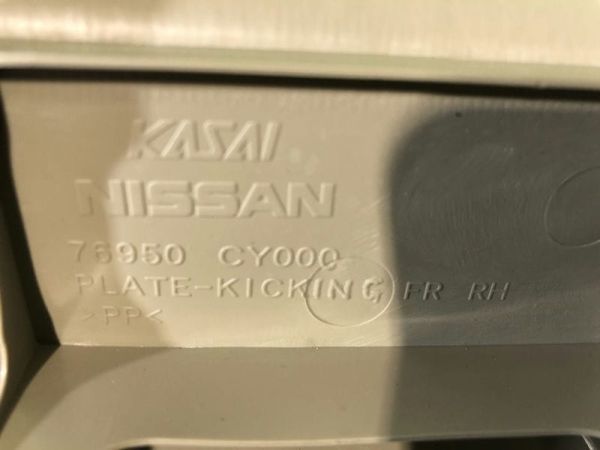 KASAI
NISSAN
76950 CY000
PLATE-KICKING FR RH
>PP<